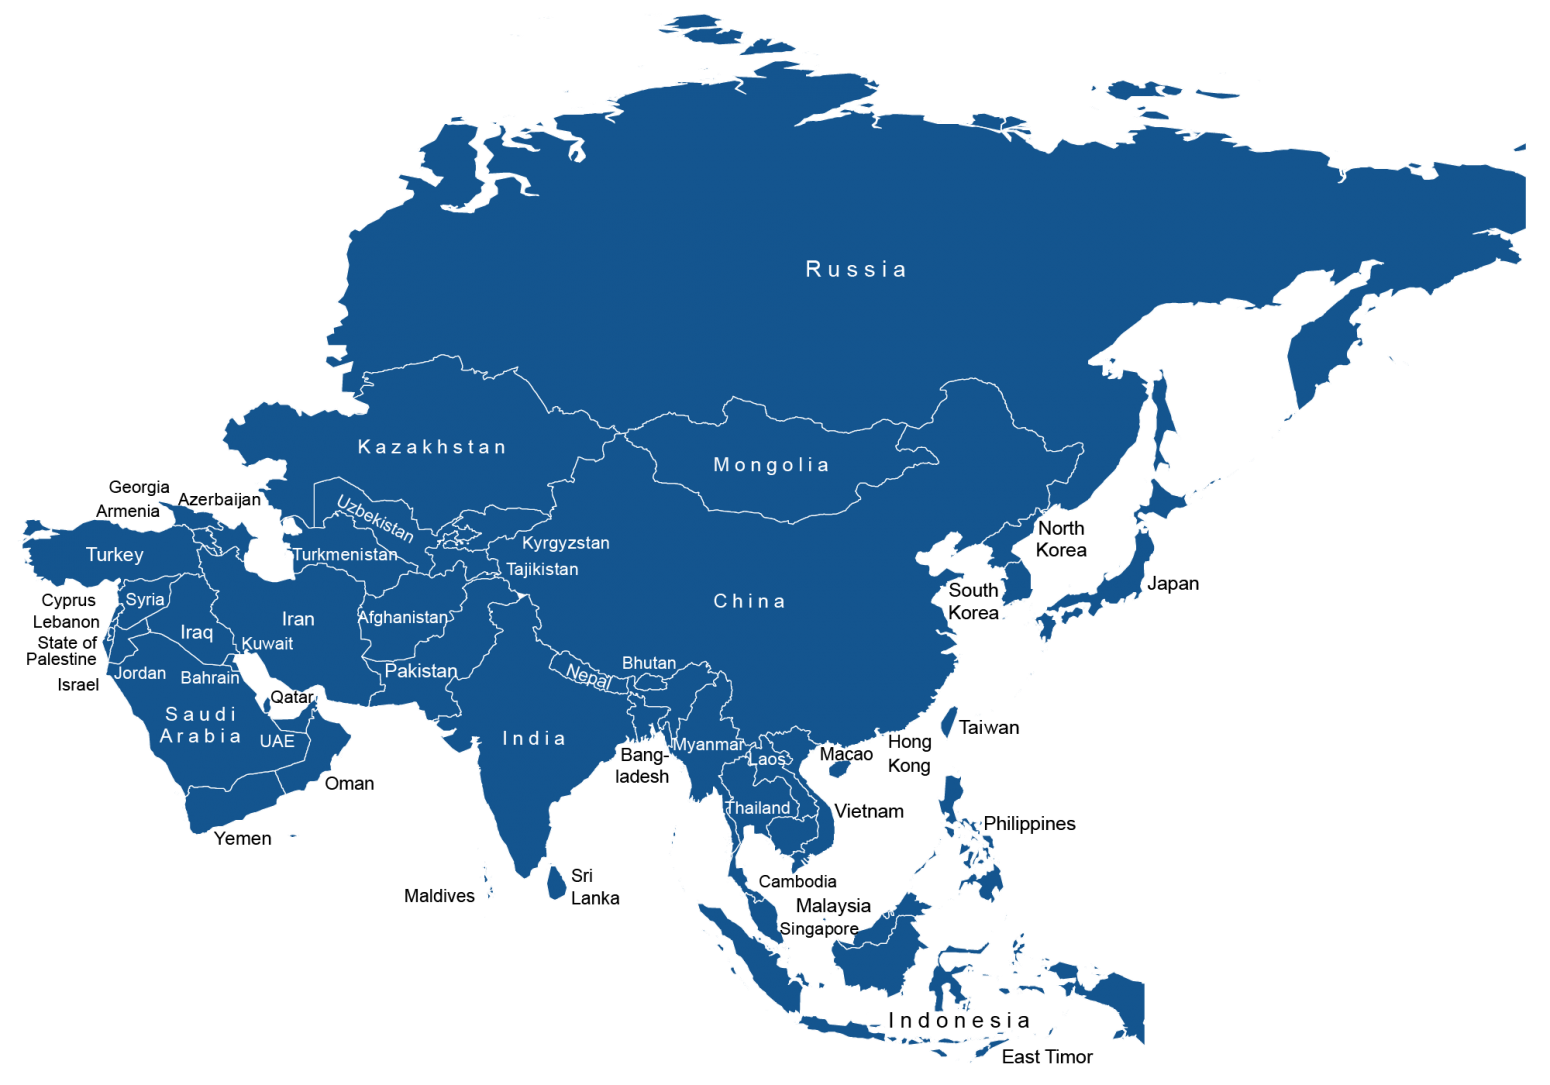 Russia
Kazakhstan
Mongolia
Georgia
Azerbaijan
Armenia
Uzbekistan
North
Korea
Kyrgyzstan
Turkey
Turkmenistan
Tajikistan
Japan
South
Korea
China
Cyprus
Syria
Lebanon
Iran
Afghanistan
State of
Palestine
Iraq
Kuwait
Israel
Jordan
Bahrain
Pakistan
Bhutan
Nepal
Qatar
Saudi
Arabia
UAE
India
Bang-
ladesh
Myanmar
Laos
Macao
Hong
Kong
Taiwan
Oman
Yemen
Thailand
Vietnam
Philippines
Maldives
Sri
Lanka
Cambodia
Malaysia
Singapore
Indonesia
East Timor